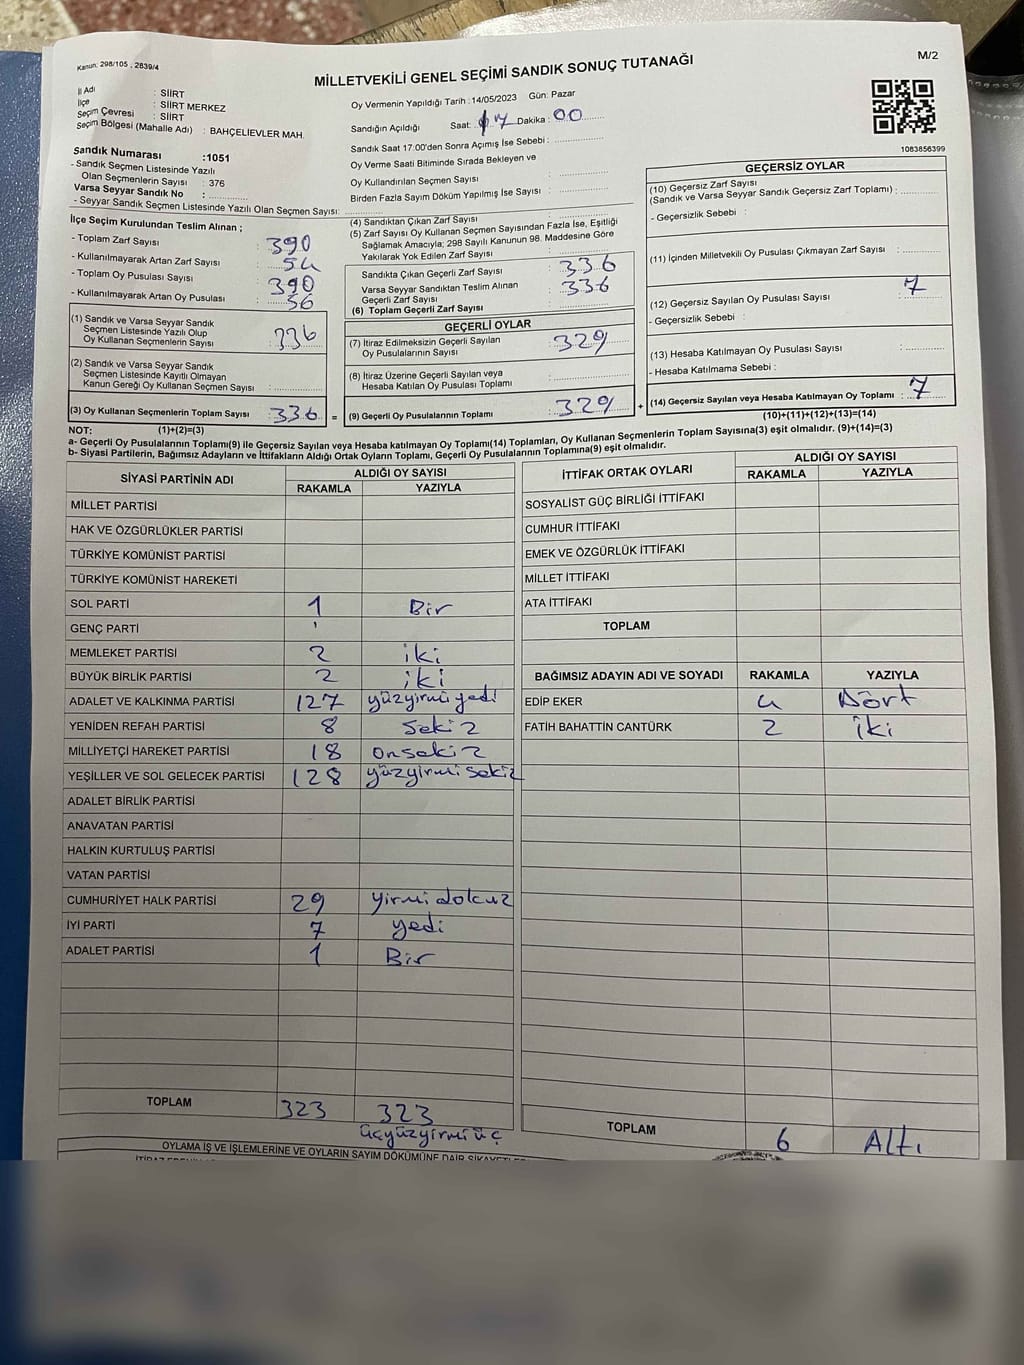 Kanun: 298/105 , 2839/4
M/2
MİLLETVEKİLİ GENEL SEÇİMİ SANDIK SONUÇ TUTANAĞI
İl Adı : SİİRT
İlçe : SİİRT MERKEZ
Seçim Çevresi : SİİRT
Seçim Bölgesi (Mahalle Adı) : BAHÇELİEVLER MAH.
Sandık Numarası :1051
- Sandık Seçmen Listesinde Yazılı
Olan Seçmenlerin Sayısı : 376
Varsa Seyyar Sandık No :
- Seyyar Sandık Seçmen Listesinde Yazılı Olan Seçmen Sayısı:
Oy Vermenin Yapıldığı Tarih :14/05/2023 Gün: Pazar
Sandığın Açıldığı Saat: 17 Dakika : 00
Sandık Saat 17:00'den Sonra Açmış İse Sebebi :
Oy Verme Saati Bitiminde Sırada Bekleyen ve
Oy Kullandırılan Seçmen Sayısı
Birden Fazla Sayım Döküm Yapılmış İse Sayısı :
1083856399
İlçe Seçim Kurulundan Teslim Alınan ;
- Toplam Zarf Sayısı : 390
- Kullanılmayarak Artan Zarf Sayısı : 54
- Toplam Oy Pusulası Sayısı : 390
- Kullanılmayarak Artan Oy Pusulası : 56
(1) Sandık ve Varsa Seyyar Sandık
Seçmen Listesinde Yazılı Olup
Oy Kullanan Seçmenlerin Sayısı : 336
(2) Sandık ve Varsa Seyyar Sandık
Seçmen Listesinde Kayıtlı Olmayan
Kanun Gereği Oy Kullanan Seçmen Sayısı :
(3) Oy Kullanan Seçmenlerin Toplam Sayısı : 336 =
(4) Sandıktan Çıkan Zarf Sayısı
(5) Zarf Sayısı Oy Kullanan Seçmen Sayısından Fazla İse, Eşitliği
Sağlamak Amacıyla; 298 Sayılı Kanunun 98. Maddesine Göre
Yakılarak Yok Edilen Zarf Sayısı :
Sandıkta Çıkan Geçerli Zarf Sayısı : 336
Varsa Seyyar Sandıktan Teslim Alınan
Geçerli Zarf Sayısı : 336
(6) Toplam Geçerli Zarf Sayısı :
GEÇERLİ OYLAR
(7) İtiraz Edilmeksizin Geçerli Sayılan
Oy Pusulalarının Sayısı : 329
(8) İtiraz Üzerine Geçerli Sayılan veya
Hesaba Katılan Oy Pusulası Toplamı :
(9) Geçerli Oy Pusulalarının Toplamı : 329 +
GEÇERSİZ OYLAR
(10) Geçersiz Zarf Sayısı
(Sandık ve Varsa Seyyar Sandık Geçersiz Zarf Toplamı) :
- Geçersizlik Sebebi :
(11) İçinden Milletvekili Oy Pusulası Çıkmayan Zarf Sayısı :
(12) Geçersiz Sayılan Oy Pusulası Sayısı : 7
- Geçersizlik Sebebi :
(13) Hesaba Katılmayan Oy Pusulası Sayısı :
- Hesaba Katılmama Sebebi :
(14) Geçersiz Sayılan veya Hesaba Katılmayan Oy Toplamı : 7
(10)+(11)+(12)+(13)=(14)
NOT: (1)+(2)=(3)
a- Geçerli Oy Pusulalarının Toplamı(9) ile Geçersiz Sayılan veya Hesaba katılmayan Oy Toplamı(14) Toplamları, Oy Kullanan Seçmenlerin Toplam Sayısına(3) eşit olmalıdır. (9)+(14)=(3)
b- Siyasi Partilerin, Bağımsız Adayların ve İttifakların Aldığı Ortak Oyların Toplamı, Geçerli Oy Pusulalarının Toplamına(9) eşit olmalıdır.
SİYASİ PARTİNİN ADI ALDIĞI OY SAYISI
RAKAMLA YAZIYLA
MİLLET PARTİSİ
HAK VE ÖZGÜRLÜKLER PARTİSİ
TÜRKİYE KOMÜNİST PARTİSİ
TÜRKİYE KOMÜNİST HAREKETİ
SOL PARTİ 1 Bir
GENÇ PARTİ
MEMLEKET PARTİSİ 2 iki
BÜYÜK BİRLİK PARTİSİ 2 iki
ADALET VE KALKINMA PARTİSİ 127 yüzyirmi yedi
YENİDEN REFAH PARTİSİ 8 Sekiz
MİLLİYETÇİ HAREKET PARTİSİ 18 onsekiz
YEŞİLLER VE SOL GELECEK PARTİSİ 128 yüzyirmi sekiz
ADALET BİRLİK PARTİSİ
ANAVATAN PARTİSİ
HALKIN KURTULUŞ PARTİSİ
VATAN PARTİSİ
CUMHURİYET HALK PARTİSİ 29 yirmi dokuz
İYİ PARTİ 7 yedi
ADALET PARTİSİ 1 Bir
TOPLAM 323 323
üçyüzyirmi üç
İTTİFAK ORTAK OYLARI ALDIĞI OY SAYISI
RAKAMLA YAZIYLA
SOSYALİST GÜÇ BİRLİĞİ İTTİFAKI
CUMHUR İTTİFAKI
EMEK VE ÖZGÜRLÜK İTTİFAKI
MİLLET İTTİFAKI
ATA İTTİFAKI
TOPLAM
BAĞIMSIZ ADAYIN ADI VE SOYADI RAKAMLA YAZIYLA
EDİP EKER 4 Dört
FATİH BAHATTİN CANTÜRK 2 İki
TOPLAM 6 Altı
OYLAMA İŞ VE İŞLEMLERİNE VE OYLARIN SAYIM DÖKÜMÜNE DAİR